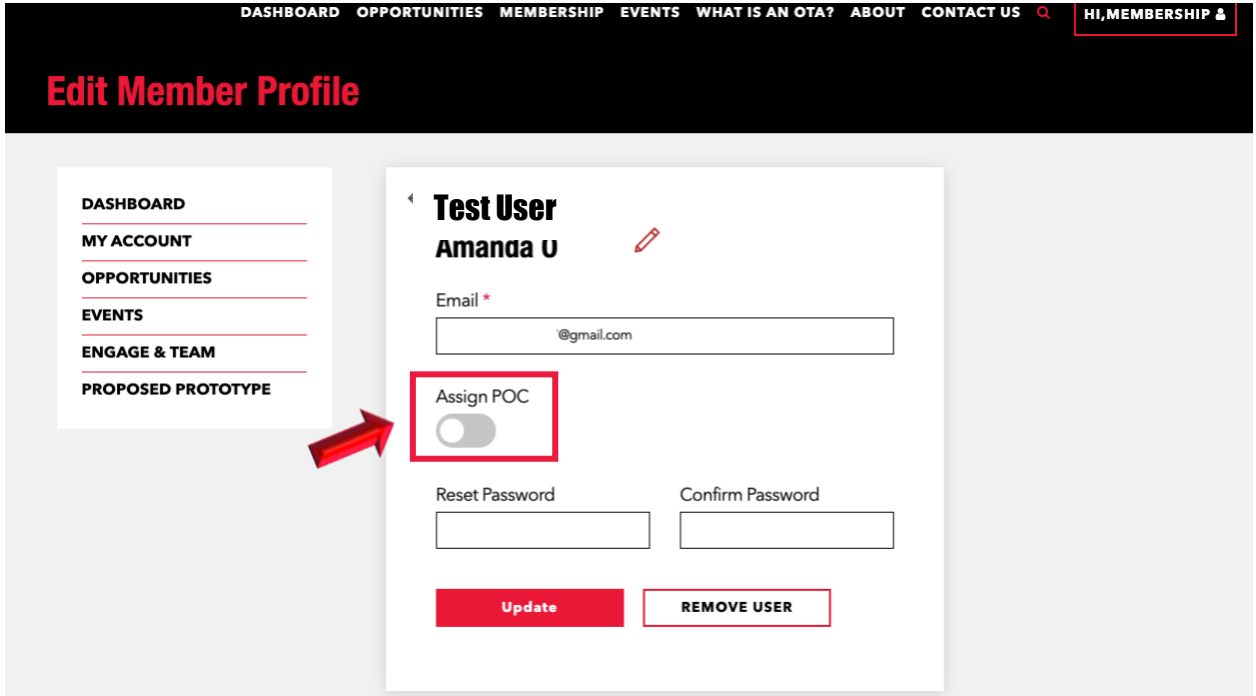 DASHBOARD OPPORTUNITIES MEMBERSHIP EVENTS WHAT IS AN OTA? ABOUT CONTACT US HI,MEMBERSHIP
Edit Member Profile
DASHBOARD
MY ACCOUNT
OPPORTUNITIES
EVENTS
ENGAGE & TEAM
PROPOSED PROTOTYPE
Test User
Amanda
Email *
@gmail.com
Assign POC
Reset Password Confirm Password
Update REMOVE USER